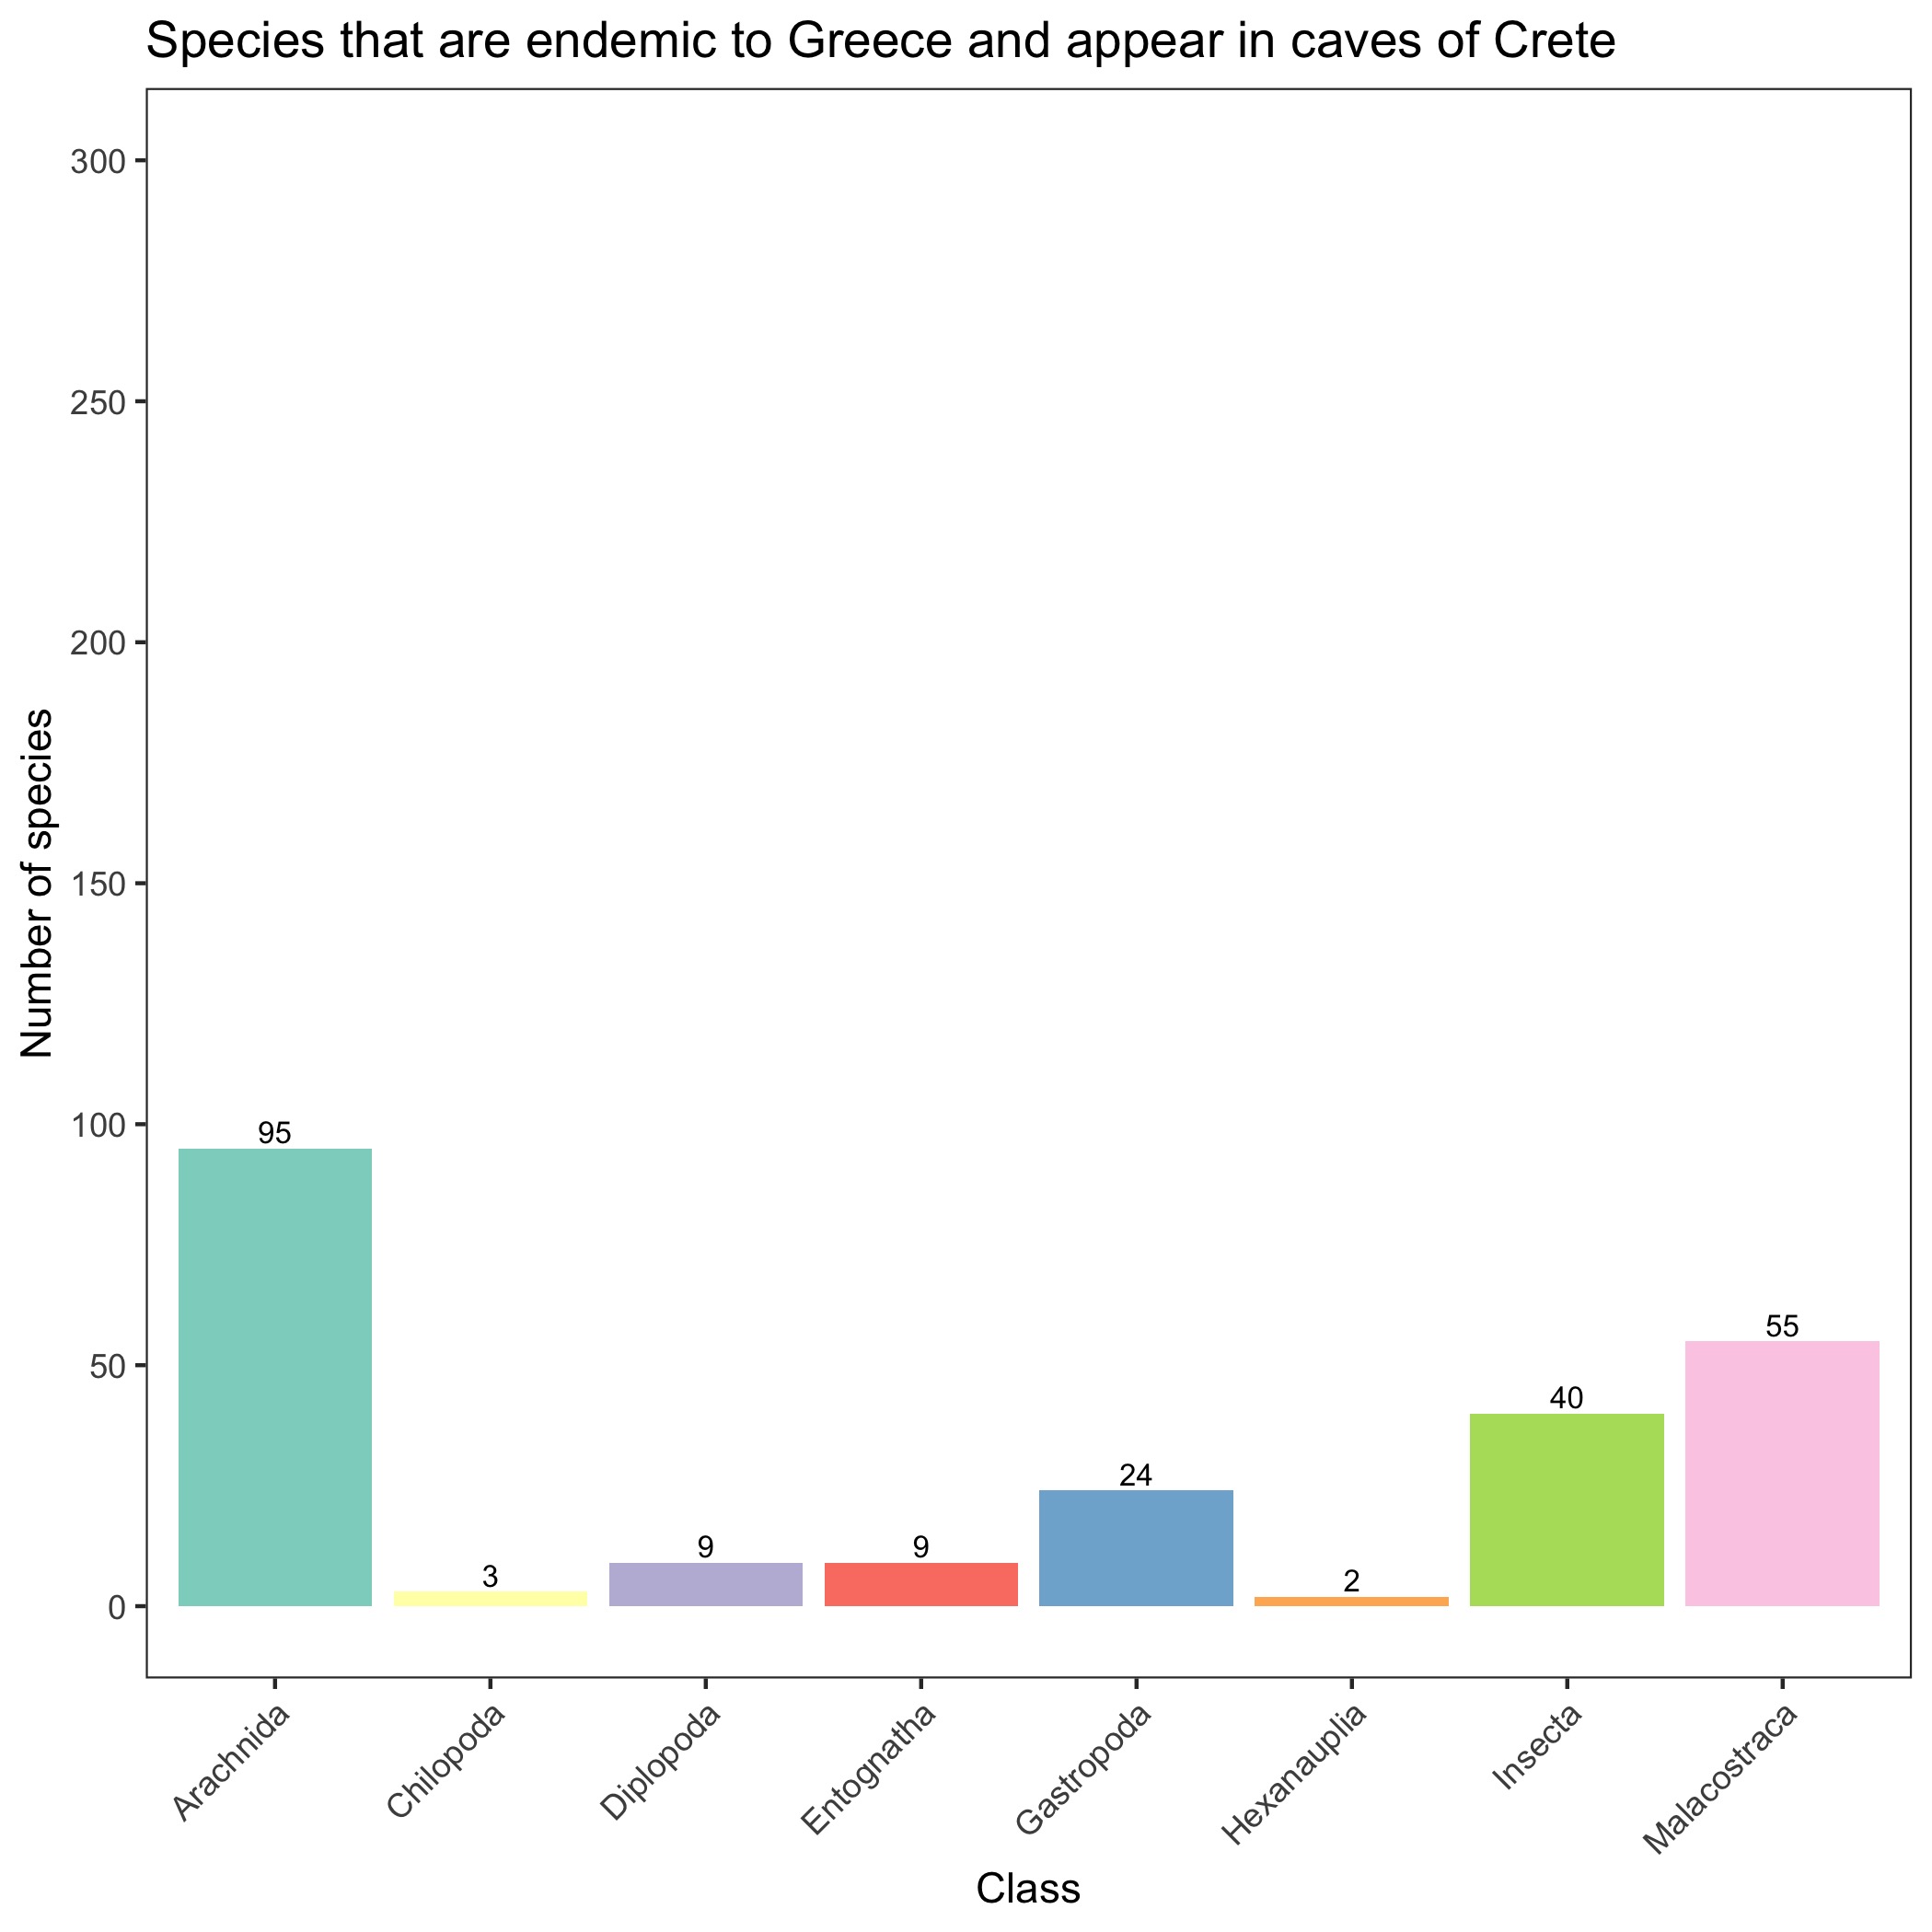 Species that are endemic to Greece and appear in caves of Crete
Number of species
300
250
200
150
100
50
0
95
3
9
9
24
2
40
55
Arachnida
Chilopoda
Diplopoda
Entognatha
Gastropoda
Hexanauplia
Insecta
Malacostraca
Class